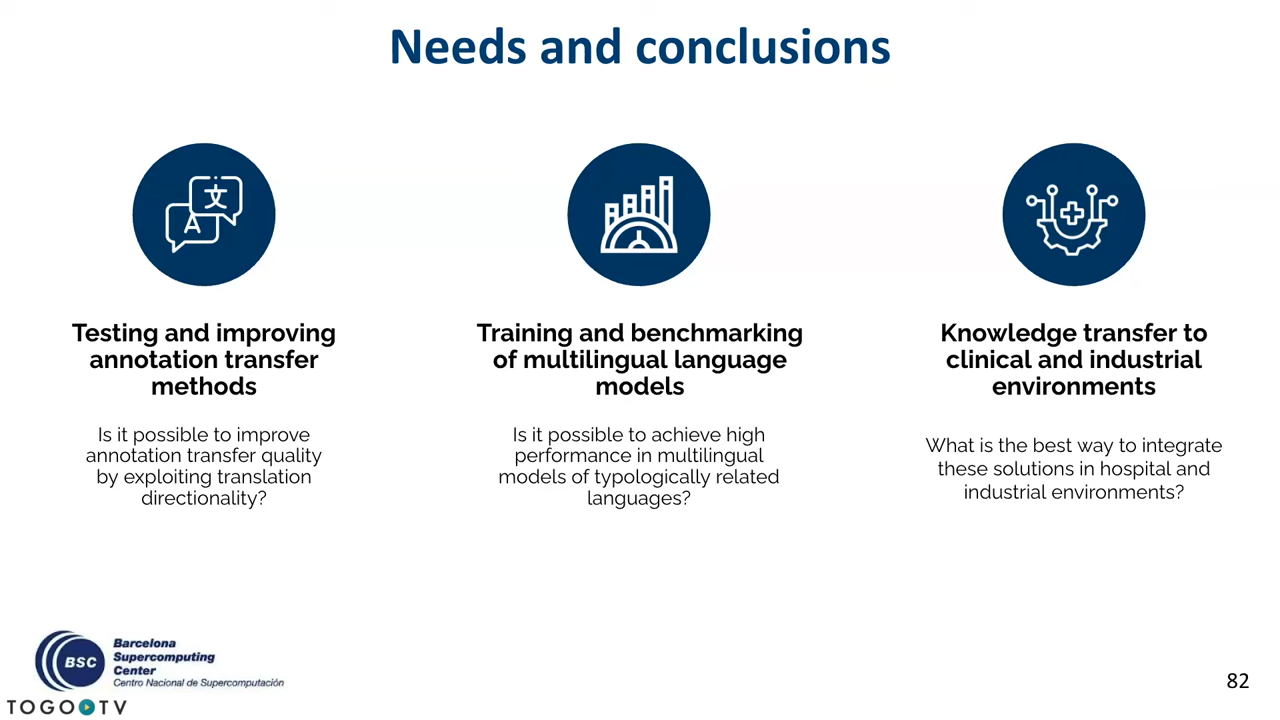 Needs and conclusions
文
A
Testing and improving
annotation transfer
methods
Is it possible to improve
annotation transfer quality
by exploiting translation
directionality?
Training and benchmarking
of multilingual language
models
Is it possible to achieve high
performance in multilingual
models of typologically related
languages?
Knowledge transfer to
clinical and industrial
environments
What is the best way to integrate
these solutions in hospital and
industrial environments?
BSC
Barcelona
Supercomputing
Center
Centro Nacional de Supercomputación
TOGO TV
82